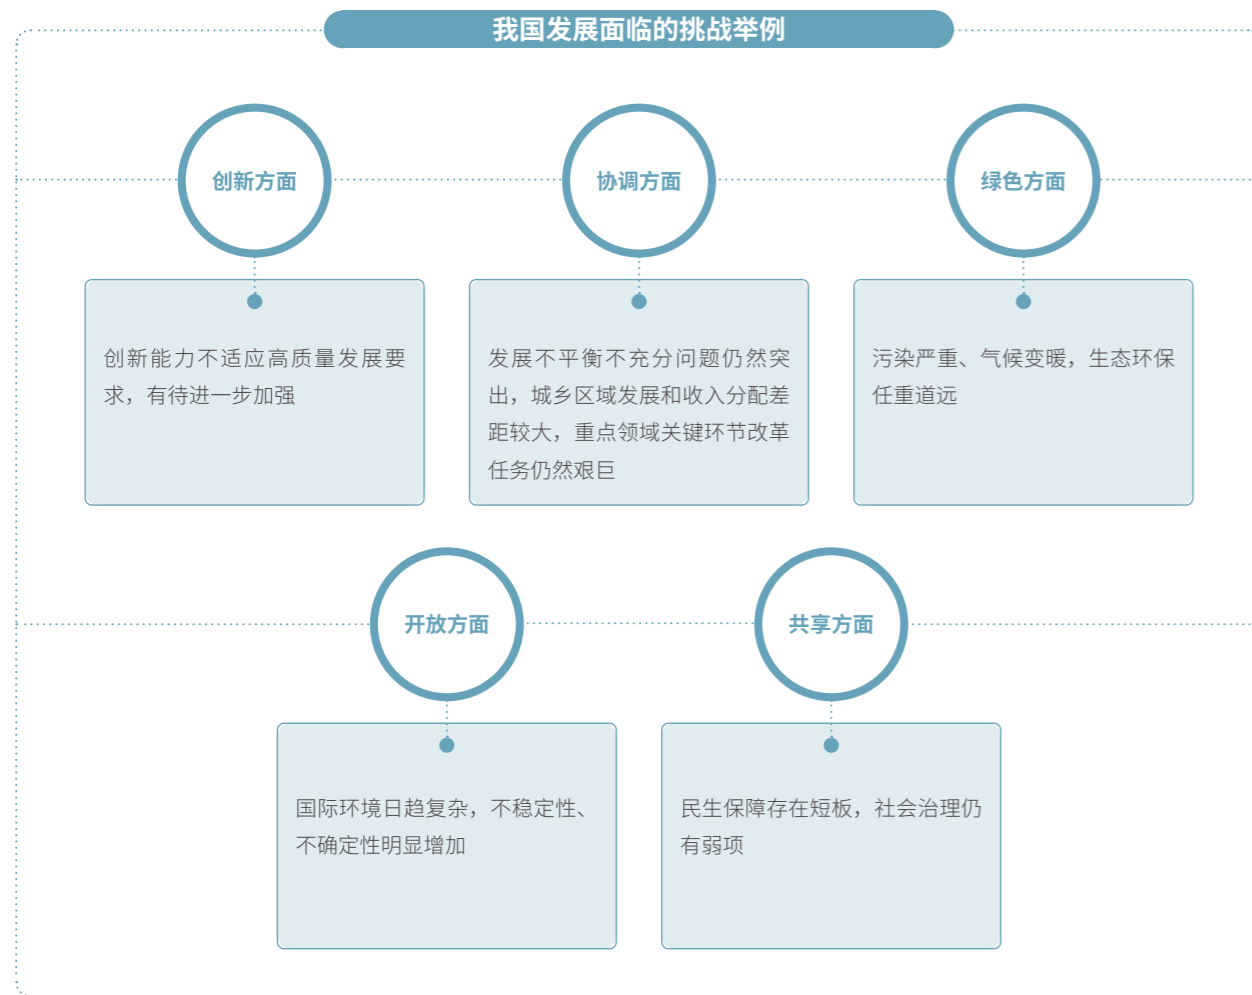 我国发展面临的挑战举例
创新方面
协调方面
绿色方面
创新能力不适应高质量发展要
求，有待进一步加强
发展不平衡不充分问题仍然突
出，城乡区域发展和收入分配差
距较大，重点领域关键环节改革
任务仍然艰巨
污染严重、气候变暖，生态环保
任重道远
开放方面
共享方面
国际环境日趋复杂，不稳定性、
不确定性明显增加
民生保障存在短板，社会治理仍
有弱项